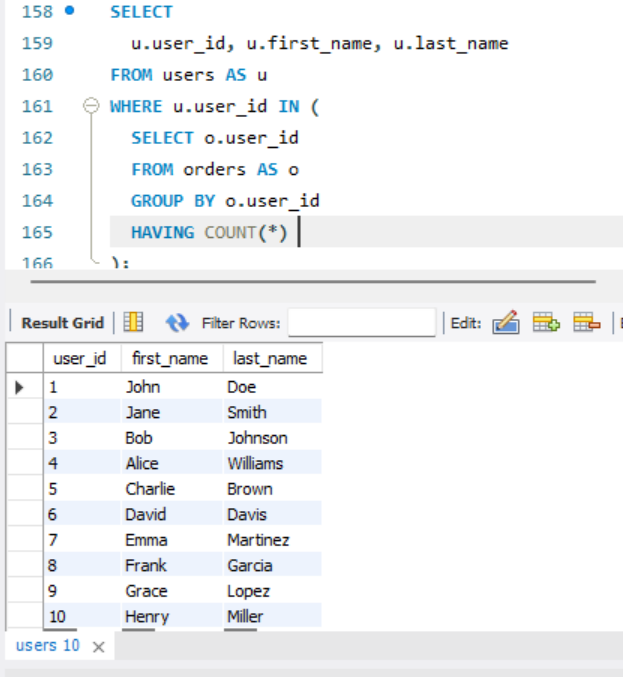 158 SELECT
159 u.user_id, u.first_name, u.last_name
160 FROM users AS u
161 WHERE u.user_id IN (
162 SELECT o.user_id
163 FROM orders AS o
164 GROUP BY o.user_id
165 HAVING COUNT(*)
166 );
Result Grid Filter Rows: Edit:
user_id first_name last_name
1 John Doe
2 Jane Smith
3 Bob Johnson
4 Alice Williams
5 Charlie Brown
6 David Davis
7 Emma Martinez
8 Frank Garcia
9 Grace Lopez
10 Henry Miller
users 10